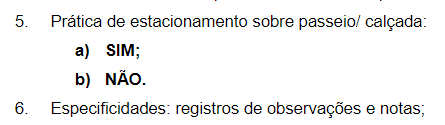 5. Prática de estacionamento sobre passeio/ calçada:
a) SIM;
b) NÃO.
6. Especificidades: registros de observações e notas;